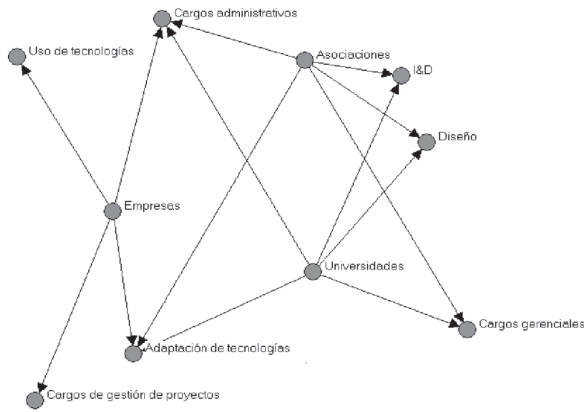 Cargos administrativos
Uso de tecnologías
Asociaciones
I&D
Diseño
Empresas
Universidades
Cargos gerenciales
Adaptación de tecnologías
Cargos de gestión de proyectos